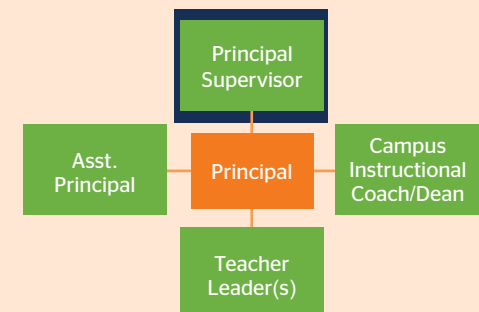 Principal
Supervisor
Asst.
Principal
Principal
Campus
Instructional
Coach/Dean
Teacher
Leader(s)